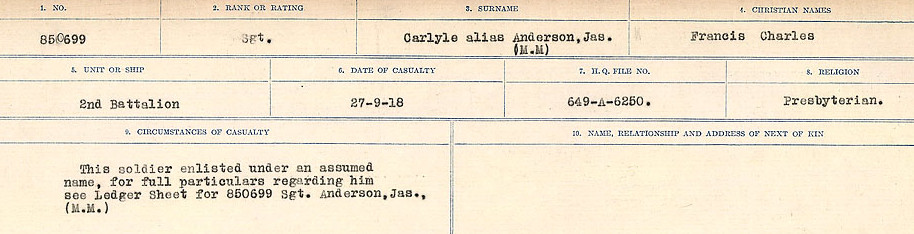 1. NO. 2. RANK OR RATING 3. SURNAME 4. CHRISTIAN NAMES
850699 Sgt. Carlyle alias Anderson,Jas. Francis Charles
(M.M)
5. UNIT OR SHIP 6. DATE OF CASUALTY 7. H.Q. FILE NO. 8. RELIGION
2nd Battalion 27-9-18 649-A-6250. Presbyterian.
9. CIRCUMSTANCES OF CASUALTY 10. NAME, RELATIONSHIP AND ADDRESS OF NEXT OF KIN
This soldier enlisted under an assumed
name, for full particulars regarding him
see Ledger Sheet for 850699 Sgt. Anderson,Jas.,
(M.M.)